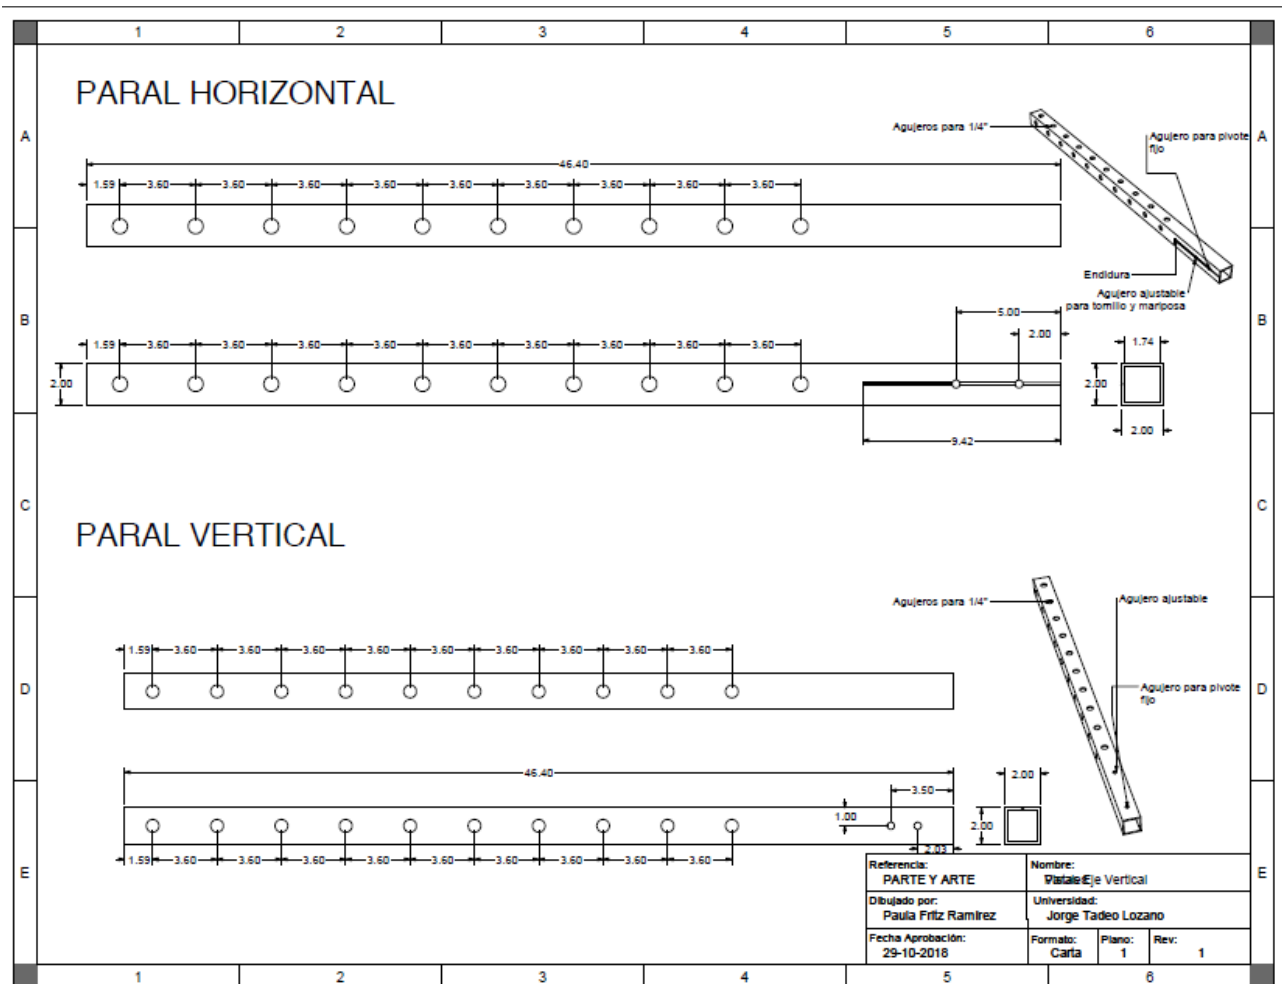 1 2 3 4 5 6
PARAL HORIZONTAL
A
A
Agujeros para 1/4"
Agujero para pivote
fijo
46.40
1.59 3.60 3.60 3.60 3.60 3.60 3.60 3.60 3.60 3.60
Endidura
Agujero ajustable
para tornillo y mariposa
B
B
5.00
2.00
1.59 3.60 3.60 3.60 3.60 3.60 3.60 3.60 3.60 3.60
1.74
2.00
2.00
2.00
9.42
C
C
PARAL VERTICAL
Agujeros para 1/4"
Agujero ajustable
1.59 3.60 3.60 3.60 3.60 3.60 3.60 3.60 3.60 3.60
D
D
Agujero para pivote
fijo
46.40
2.00
3.50
1.00
2.00
2.03
1.59 3.60 3.60 3.60 3.60 3.60 3.60 3.60 3.60 3.60
E
E
Referencia:
PARTE Y ARTE
Nombre:
Eje Vertical
Dibujado por:
Paula Fritz Ramirez
Universidad:
Jorge Tadeo Lozano
Fecha Aprobación:
29-10-2018
Formato:
Carta
Plano:
1
Rev:
1
1 2 3 4 5 6